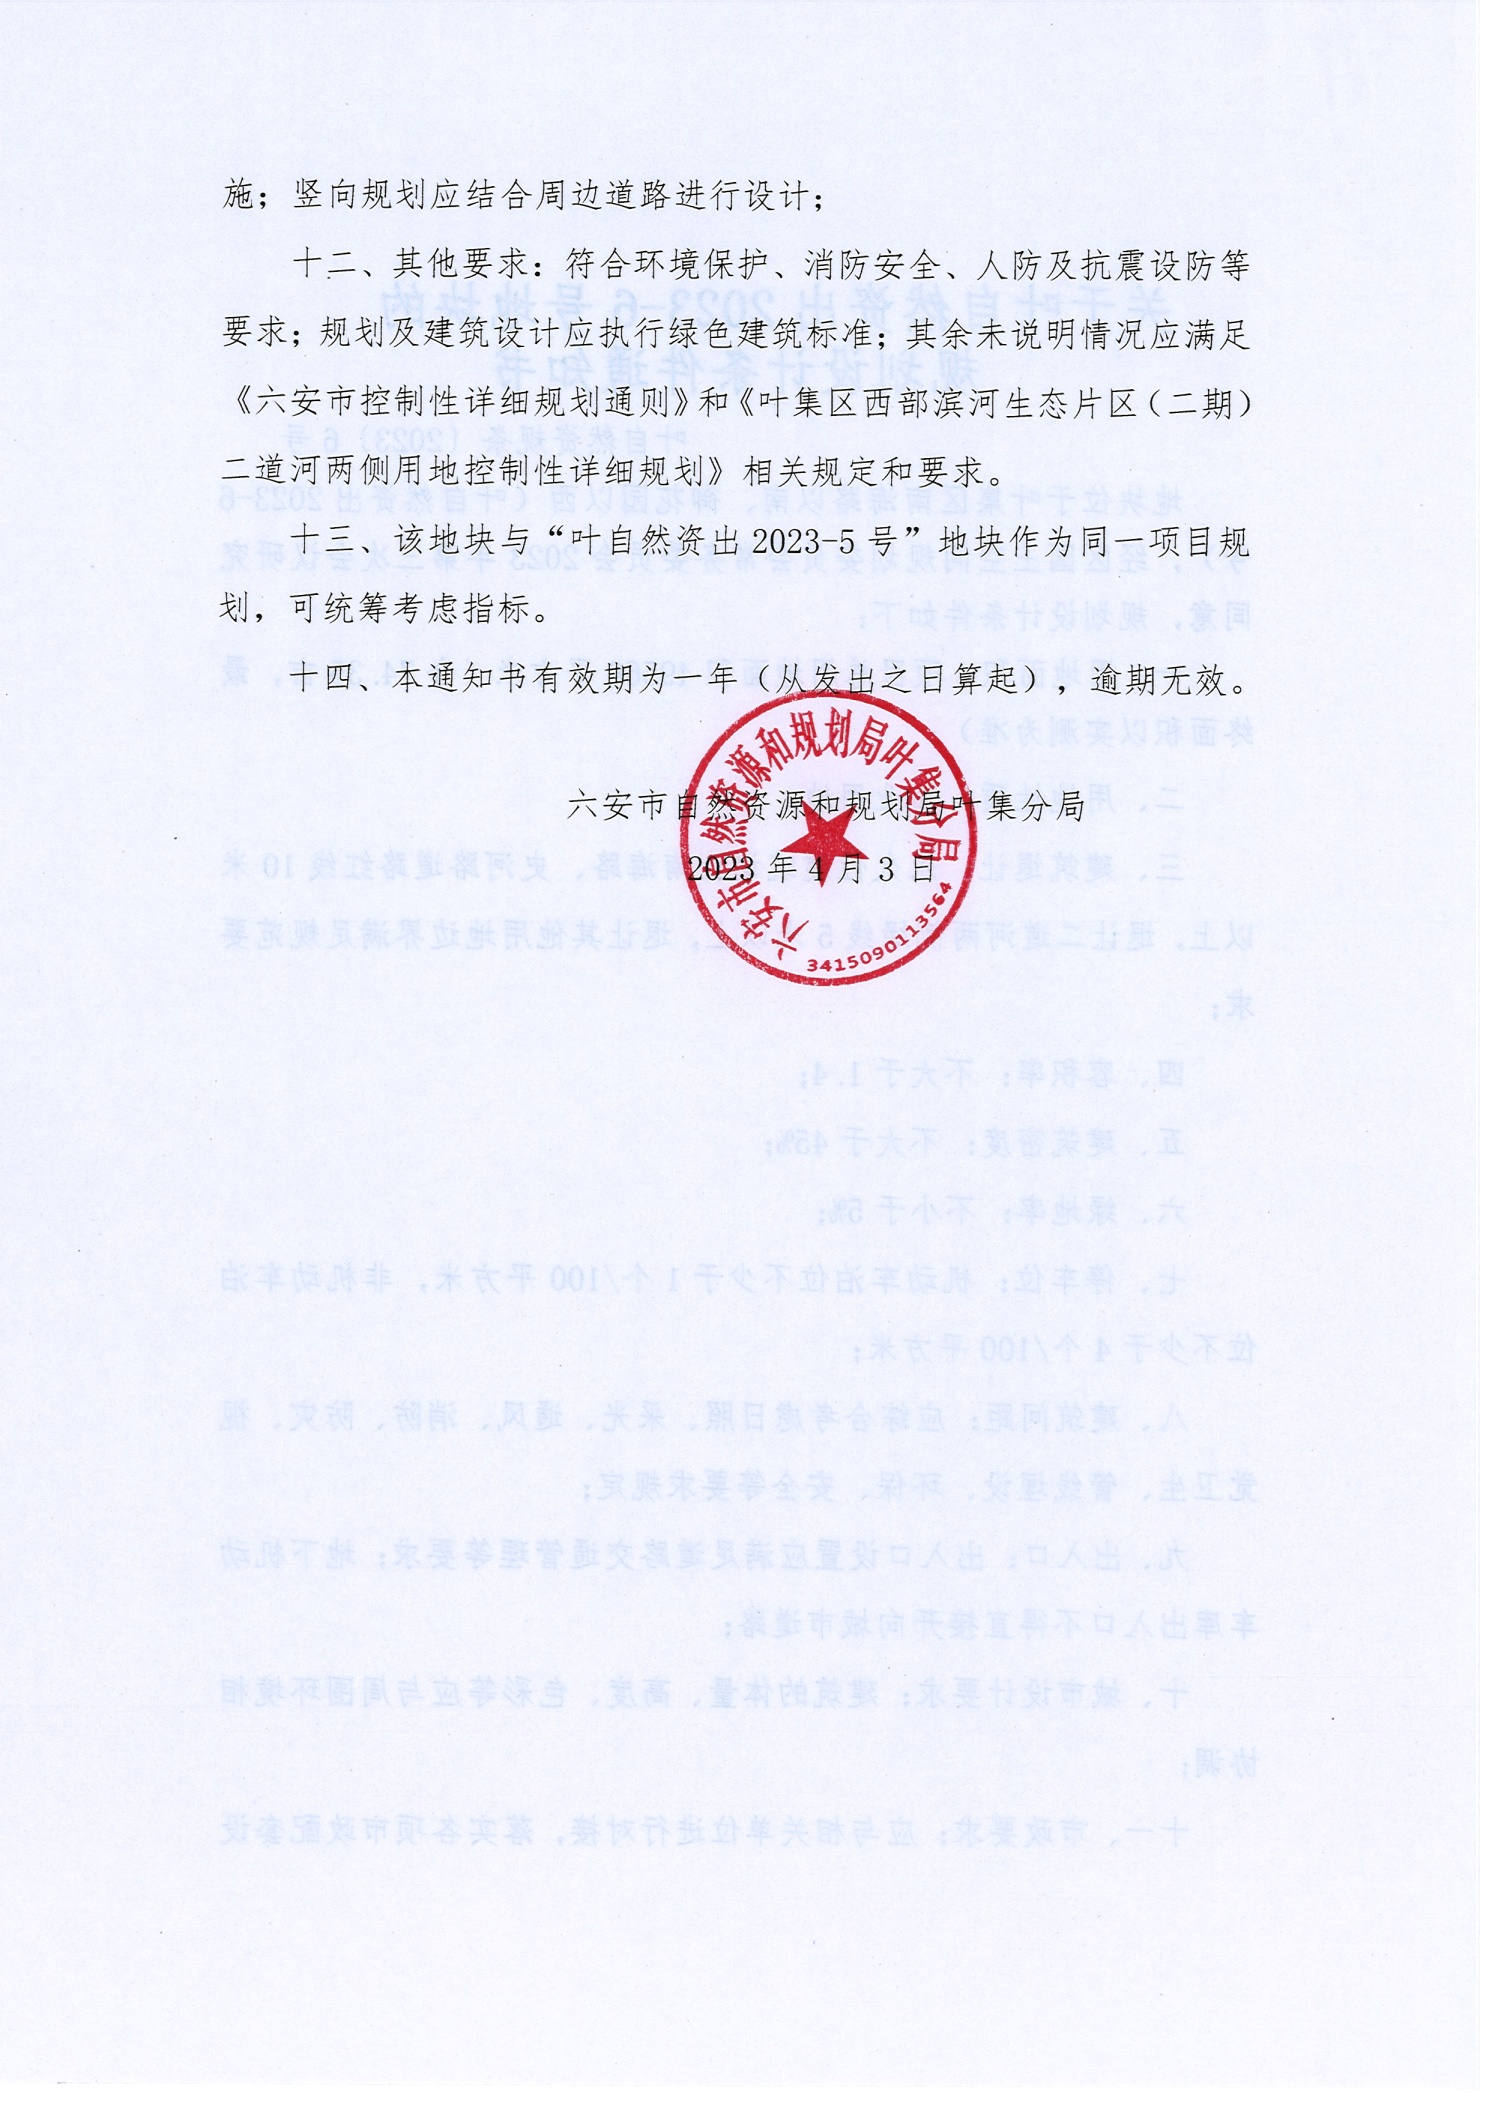 施；竖向规划应结合周边道路进行设计；
十二、其他要求：符合环境保护、消防安全、人防及抗震设防等
要求；规划及建筑设计应执行绿色建筑标准；其余未说明情况应满足
《六安市控制性详细规划通则》和《叶集区西部滨河生态片区（二期）
二道河两侧用地控制性详细规划》相关规定和要求。
十三、该地块与“叶自然资出 2023-5 号”地块作为同一项目规
划，可统筹考虑指标。
十四、本通知书有效期为一年（从发出之日算起），逾期无效。
六安市自然资源和规划局叶集分局
2023 年 4 月 3 日
六安市自然资源和规划局叶集分局
3415090113564